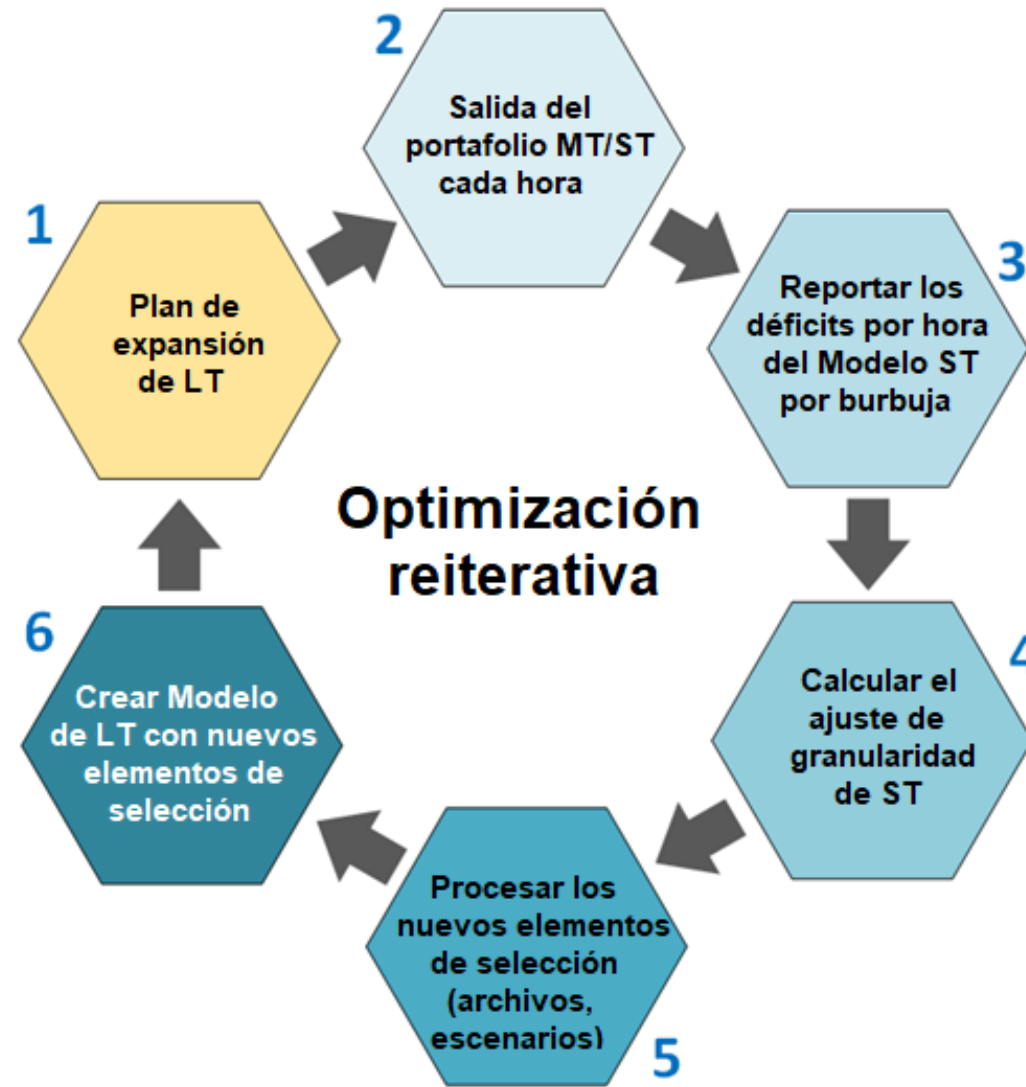 1
Plan de
expansión
de LT
2
Salida del
portafolio MT/ST
cada hora
3
Reportar los
déficits por hora
del Modelo ST
por burbuja
4
Calcular el
ajuste de
granularidad
de ST
5
Procesar los
nuevos elementos
de selección
(archivos,
escenarios)
6
Crear Modelo
de LT con nuevos
elementos de
selección
Optimización
reiterativa